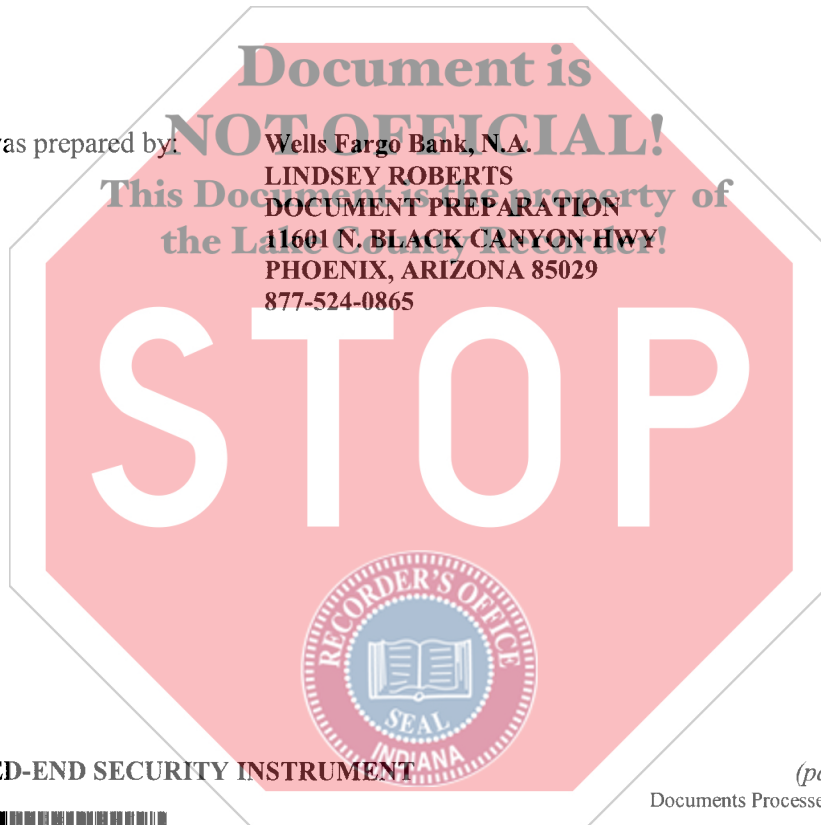 Document is
NOT OFFICIAL!
This Document is the property of
the Lake County Recorder!
as prepared by: Wells Fargo Bank, N.A.
LINDSEY ROBERTS
DOCUMENT PREPARATION
11601 N. BLACK CANYON HWY
PHOENIX, ARIZONA 85029
877-524-0865
STOP
RECORDER'S OFFICE
SEAL
INDIANA
D-END SECURITY INSTRUMENT
(pa
Documents Processe